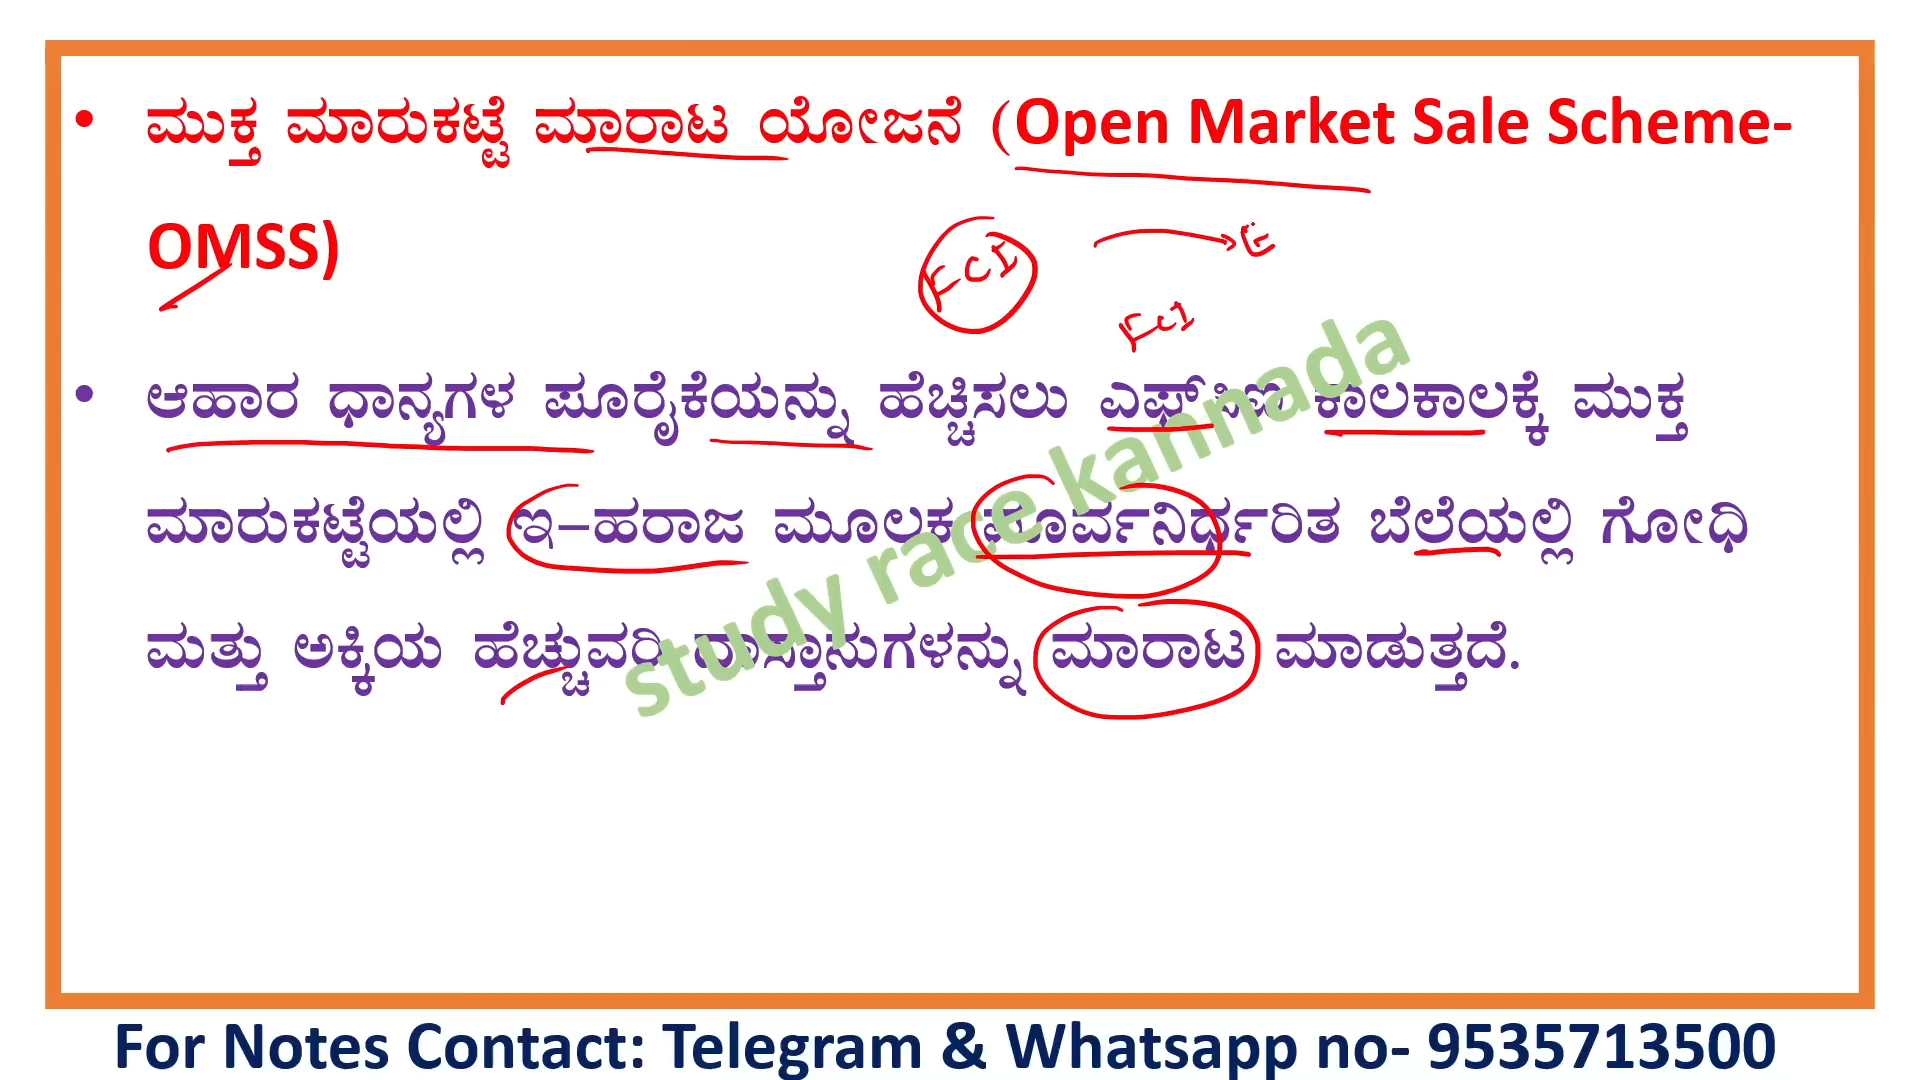 • ಮುಕ್ತ ಮಾರುಕಟ್ಟೆ ಮಾರಾಟ ಯೋಜನೆ (Open Market Sale Scheme-
OMSS)
FCI → G
FCI
• ಆಹಾರ ಧಾನ್ಯಗಳ ಪೂರೈಕೆಯನ್ನು ಹೆಚ್ಚಿಸಲು ಎಫ್‌ಸಿಐ ಕಾಲಕಾಲಕ್ಕೆ ಮುಕ್ತ
ಮಾರುಕಟ್ಟೆಯಲ್ಲಿ ಇ–ಹರಾಜ ಮೂಲಕ ಪೂರ್ವನಿರ್ಧರಿತ ಬೆಲೆಯಲ್ಲಿ ಗೋಧಿ
ಮತ್ತು ಅಕ್ಕಿಯ ಹೆಚ್ಚುವರಿ ದಾಸ್ತಾನುಗಳನ್ನು ಮಾರಾಟ ಮಾಡುತ್ತದೆ.
study race kannada
For Notes Contact: Telegram & Whatsapp no- 9535713500